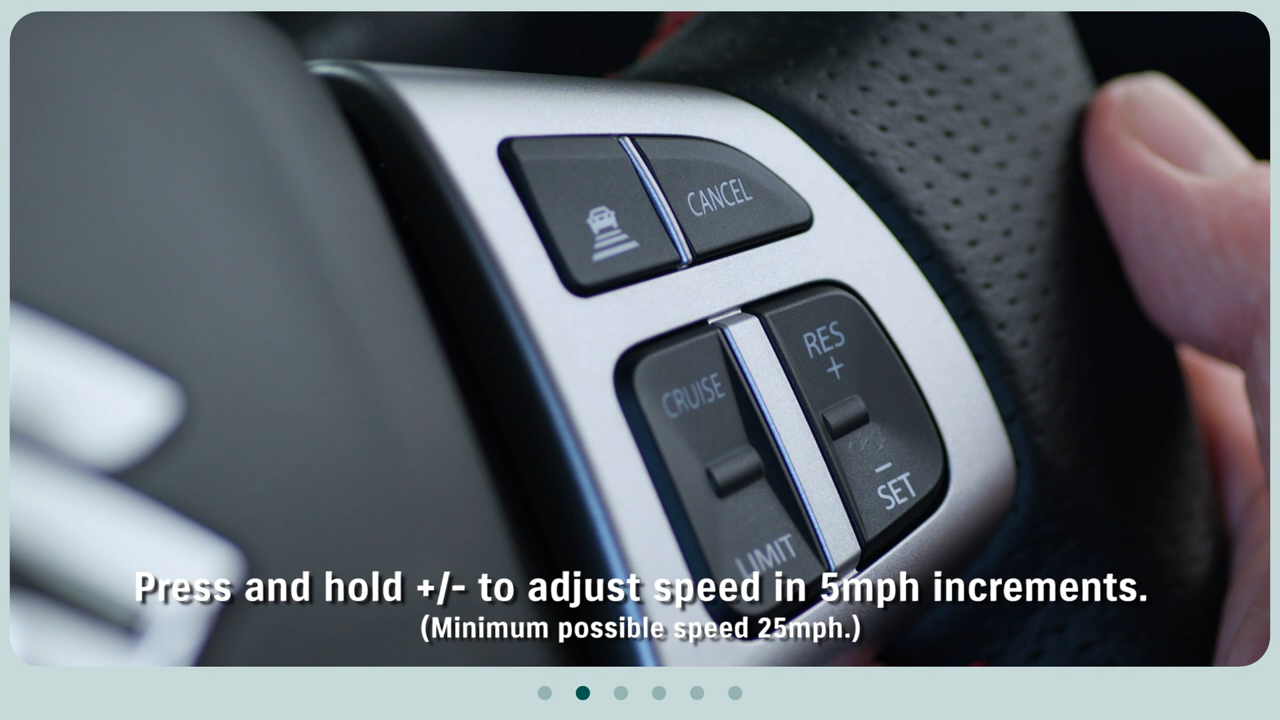 CANCEL
RES
+
CRUISE
–
SET
LIMIT
Press and hold +/- to adjust speed in 5mph increments.
(Minimum possible speed 25mph.)